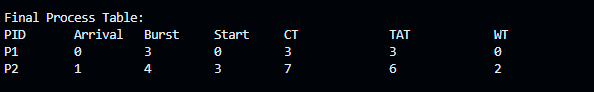 Final Process Table:
PID Arrival Burst Start CT TAT WT
P1 0 3 0 3 3 0
P2 1 4 3 7 6 2